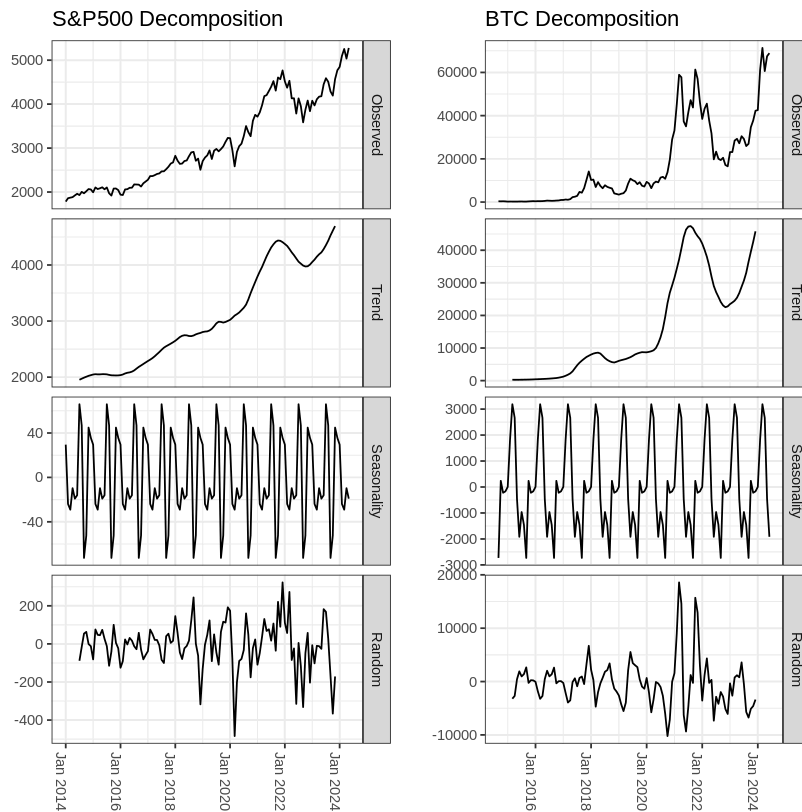 S&P500 Decomposition
5000
4000
3000
2000
Observed
4000
3000
2000
Trend
40
0
-40
Seasonality
200
0
-200
-400
Random
Jan 2014
Jan 2016
Jan 2018
Jan 2020
Jan 2022
Jan 2024
BTC Decomposition
60000
40000
20000
0
Observed
40000
30000
20000
10000
0
Trend
3000
2000
1000
0
-1000
-2000
-3000
Seasonality
20000
10000
0
-10000
Random
Jan 2016
Jan 2018
Jan 2020
Jan 2022
Jan 2024